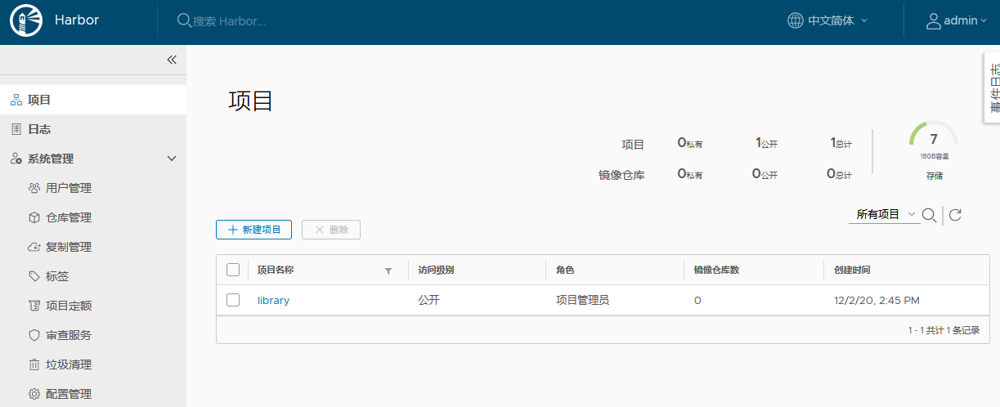 Harbor
搜索 Harbor...
中文简体
admin
事件日志
项目
日志
系统管理
用户管理
仓库管理
复制管理
标签
项目定额
审查服务
垃圾清理
配置管理
项目
项目 0私有 1公开 1总计
镜像仓库 0私有 0公开 0总计
7
18GB容量
存储
所有项目
新建项目 删除
项目名称 访问级别 角色 镜像仓库数 创建时间
library 公开 项目管理员 0 12/2/20, 2:45 PM
1 - 1 共计 1 条记录